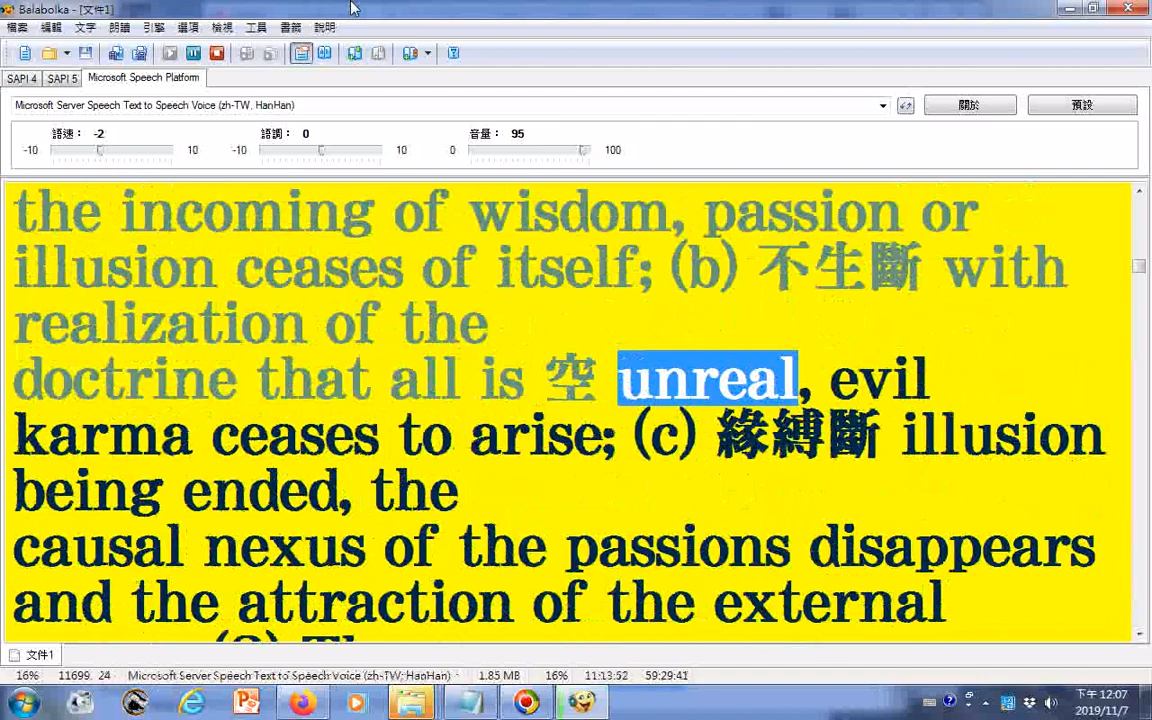 Balabolka - [文件1]
檔案 編輯 文字 朗讀 引擎 選項 檢視 工具 書籤 說明
SAPI 4 SAPI 5 Microsoft Speech Platform
Microsoft Server Speech Text to Speech Voice (zh-TW, HanHan) 關於 預設
語速： -2 語調： 0 音量： 95
-10 10 -10 10 0 100
the incoming of wisdom, passion or
illusion ceases of itself; (b) 不生斷 with
realization of the
doctrine that all is 空 unreal, evil
karma ceases to arise; (c) 緣縛斷 illusion
being ended, the
causal nexus of the passions disappears
and the attraction of the external
文件1
16% 11699, 24 Microsoft Server Speech Text to Speech Voice (zh-TW, HanHan) 1.85 MB 16% 11:13:52 59:29:41
下午 12:07
2019/11/7